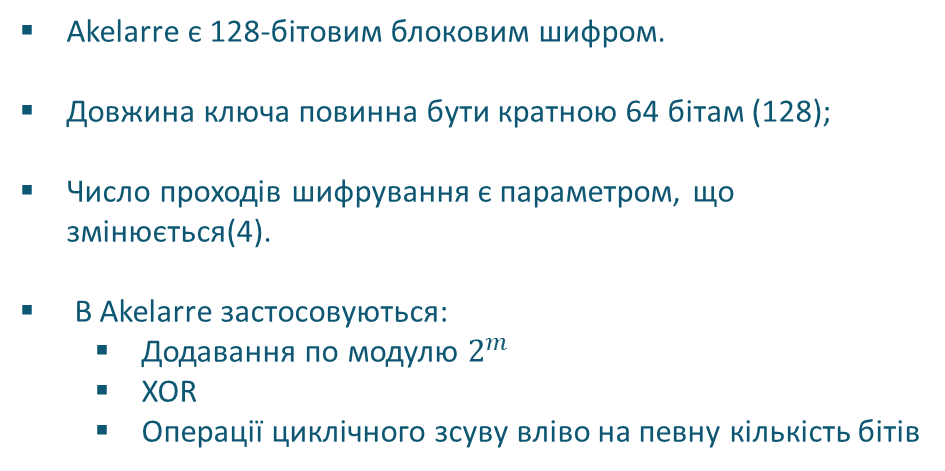 ▪ Akelarre є 128-бітовим блоковим шифром.
▪ Довжина ключа повинна бути кратною 64 бітам (128);
▪ Число проходів шифрування є параметром, що
змінюється(4).
▪ В Akelarre застосовуються:
▪ Додавання по модулю 2^m
▪ XOR
▪ Операції циклічного зсуву вліво на певну кількість бітів